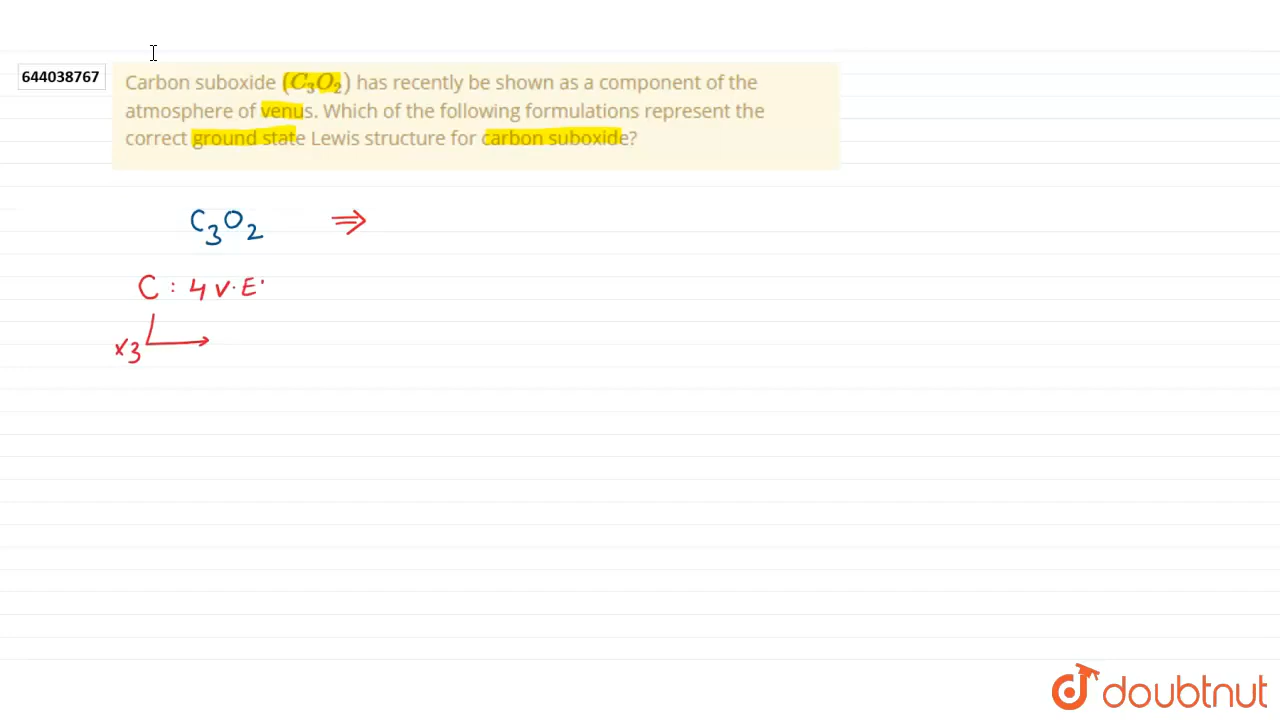 644038767
Carbon suboxide (C₃O₂) has recently be shown as a component of the
atmosphere of venus. Which of the following formulations represent the
correct ground state Lewis structure for carbon suboxide?
C₃O₂ ⇒
C : 4 V.E.
x3
doubtnut